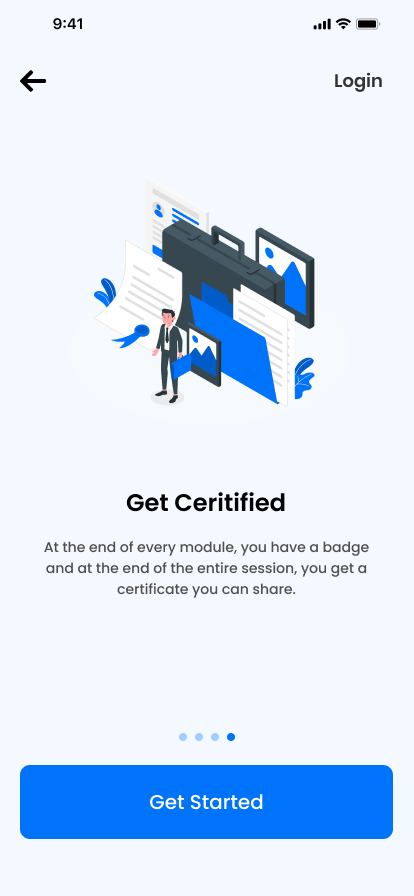 9:41
Login
Get Ceritified
At the end of every module, you have a badge
and at the end of the entire session, you get a
certificate you can share.
Get Started